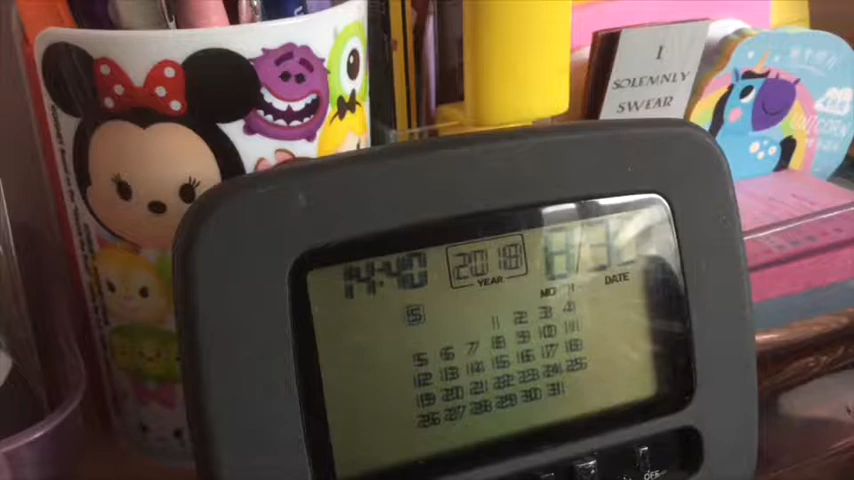 I
SOLEMNLY
SWEAR
UNICORN
14:40 2018
YEAR MONTH DATE
S
1 2 3 4
5 6 7 8 9 10 11
12 13 14 15 16 17 18
19 20 21 22 23 24 25
26 27 28 29 30 31
OFF